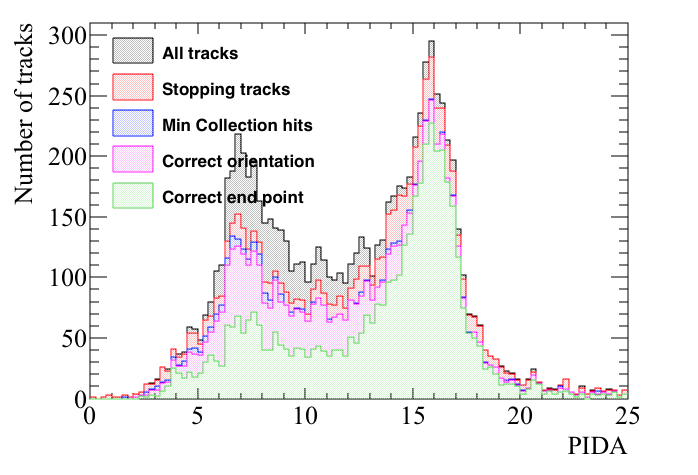 Number of tracks
300
250
200
150
100
50
0
All tracks
Stopping tracks
Min Collection hits
Correct orientation
Correct end point
0 5 10 15 20 25
PIDA